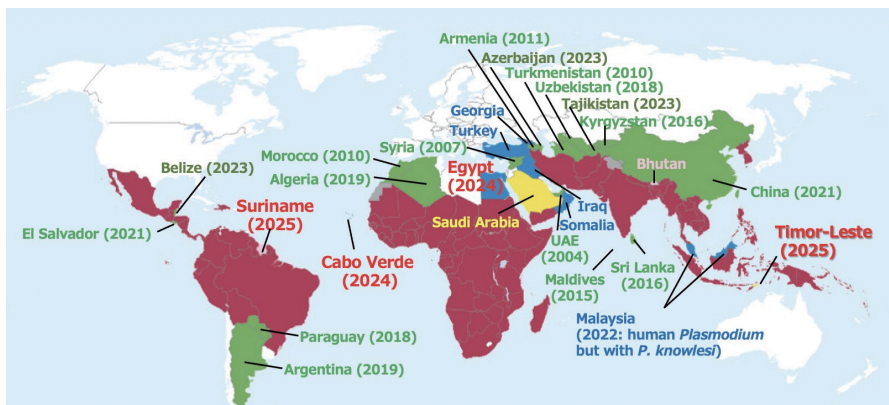 Armenia (2011)
Azerbaijan (2023)
Turkmenistan (2010)
Uzbekistan (2018)
Tajikistan (2023)
Kyrgyzstan (2016)
Georgia
Turkey
Syria (2007)
Morocco (2010)
Algeria (2019)
Egypt
(2024)
Bhutan
Belize (2023)
China (2021)
Suriname
(2025)
El Salvador (2021)
Saudi Arabia
Iraq
Somalia
UAE
(2004)
Cabo Verde
(2024)
Maldives
(2015)
Sri Lanka
(2016)
Timor-Leste
(2025)
Malaysia
(2022: human Plasmodium
but with P. knowlesi)
Paraguay (2018)
Argentina (2019)